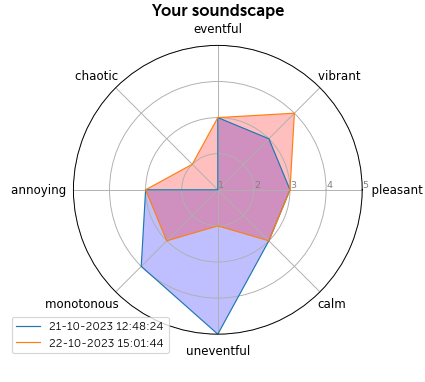 Your soundscape
eventful
chaotic
vibrant
annoying
1 2 3 4 5
pleasant
monotonous
calm
uneventful
21-10-2023 12:48:24
22-10-2023 15:01:44